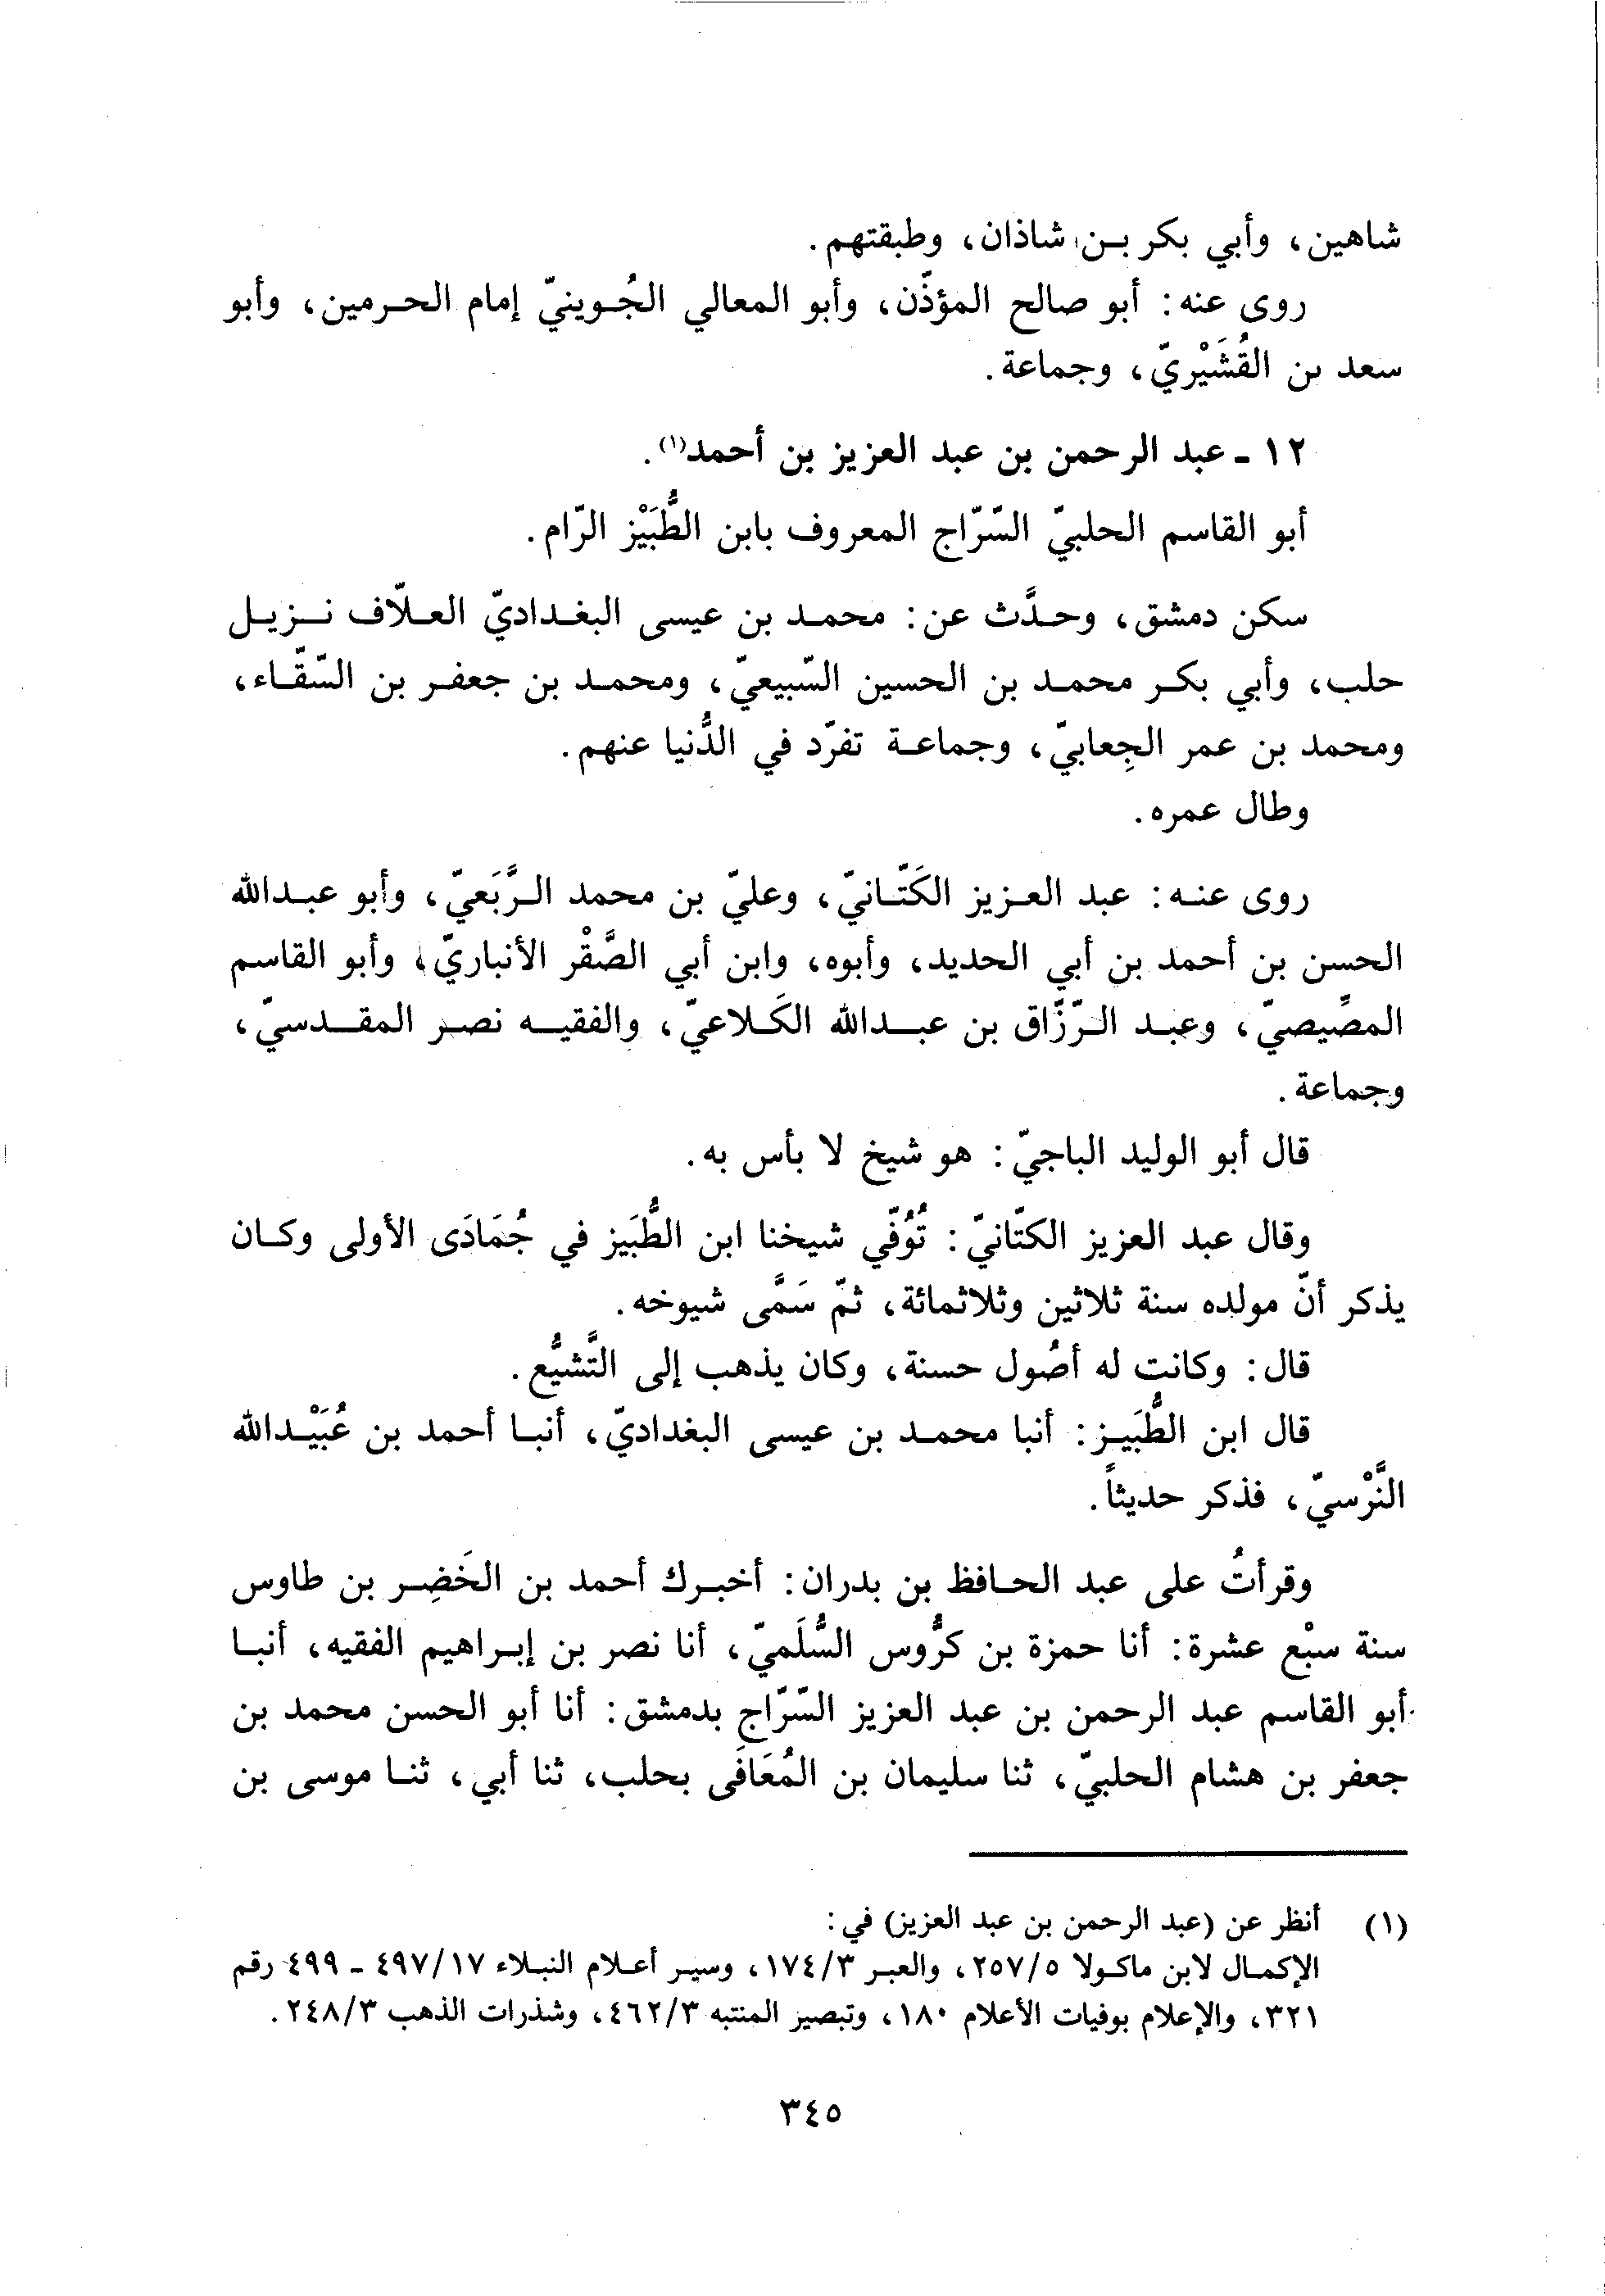 شاهين، وأبي بكر بن شاذان، وطبقتهم.
روى عنه: أبو صالح المؤذّن، وأبو المعالي الجُوينيّ إمام الحرمين، وأبو
سعد بن القُشَيْريّ، وجماعة.
١٢ - عبد الرحمن بن عبد العزيز بن أحمد(١).
أبو القاسم الحلبيّ السّرّاج المعروف بابن الطُّبَيْز الرّام.
سكن دمشق، وحدَّث عن: محمد بن عيسى البغداديّ العلّاف نزيل
حلب، وأبي بكر محمد بن الحسين السّبيعيّ، ومحمد بن جعفر بن السّقّاء،
ومحمد بن عمر الجِعابيّ، وجماعة تفرّد في الدُّنيا عنهم.
وطال عمره.
روى عنه: عبد العزيز الكَتّانيّ، وعليّ بن محمد الرَّبَعيّ، وأبو عبدالله
الحسن بن أحمد بن أبي الحديد، وأبوه، وابن أبي الصَّقْر الأنباريّ، وأبو القاسم
المصِّيصيّ، وعبد الرّزّاق بن عبدالله الكَلاعيّ، والفقيه نصر المقدسيّ،
وجماعة.
قال أبو الوليد الباجيّ: هو شيخ لا بأس به.
وقال عبد العزيز الكتّانيّ: تُوُفّي شيخنا ابن الطُّبَيز في جُمَادَى الأولى وكان
يذكر أنّ مولده سنة ثلاثين وثلاثمائة، ثمّ سَمَّى شيوخه.
قال: وكانت له أصُول حسنة، وكان يذهب إلى التَّشيُّع.
قال ابن الطُّبَيز: أنبا محمد بن عيسى البغداديّ، أنبا أحمد بن عُبَيْدالله
النَّرْسيّ، فذكر حديثاً.
وقرأتُ على عبد الحافظ بن بدران: أخبرك أحمد بن الخَضِر بن طاوس
سنة سبْع عشرة: أنا حمزة بن كرُّوس السُّلَميّ، أنا نصر بن إبراهيم الفقيه، أنبا
أبو القاسم عبد الرحمن بن عبد العزيز السّرّاج بدمشق: أنا أبو الحسن محمد بن
جعفر بن هشام الحلبيّ، ثنا سليمان بن المُعَافَى بحلب، ثنا أبي، ثنا موسى بن
(١) أنظر عن (عبد الرحمن بن عبد العزيز) في:
الإكمال لابن ماكولا ٢٥٧/٥، والعبر ١٧٤/٣، وسير أعلام النبلاء ٤٩٧/١٧ - ٤٩٩ رقم
٣٢١، والإعلام بوفيات الأعلام ١٨٠، وتبصير المنتبه ٤٦٢/٣، وشذرات الذهب ٢٤٨/٣.
٣٤٥